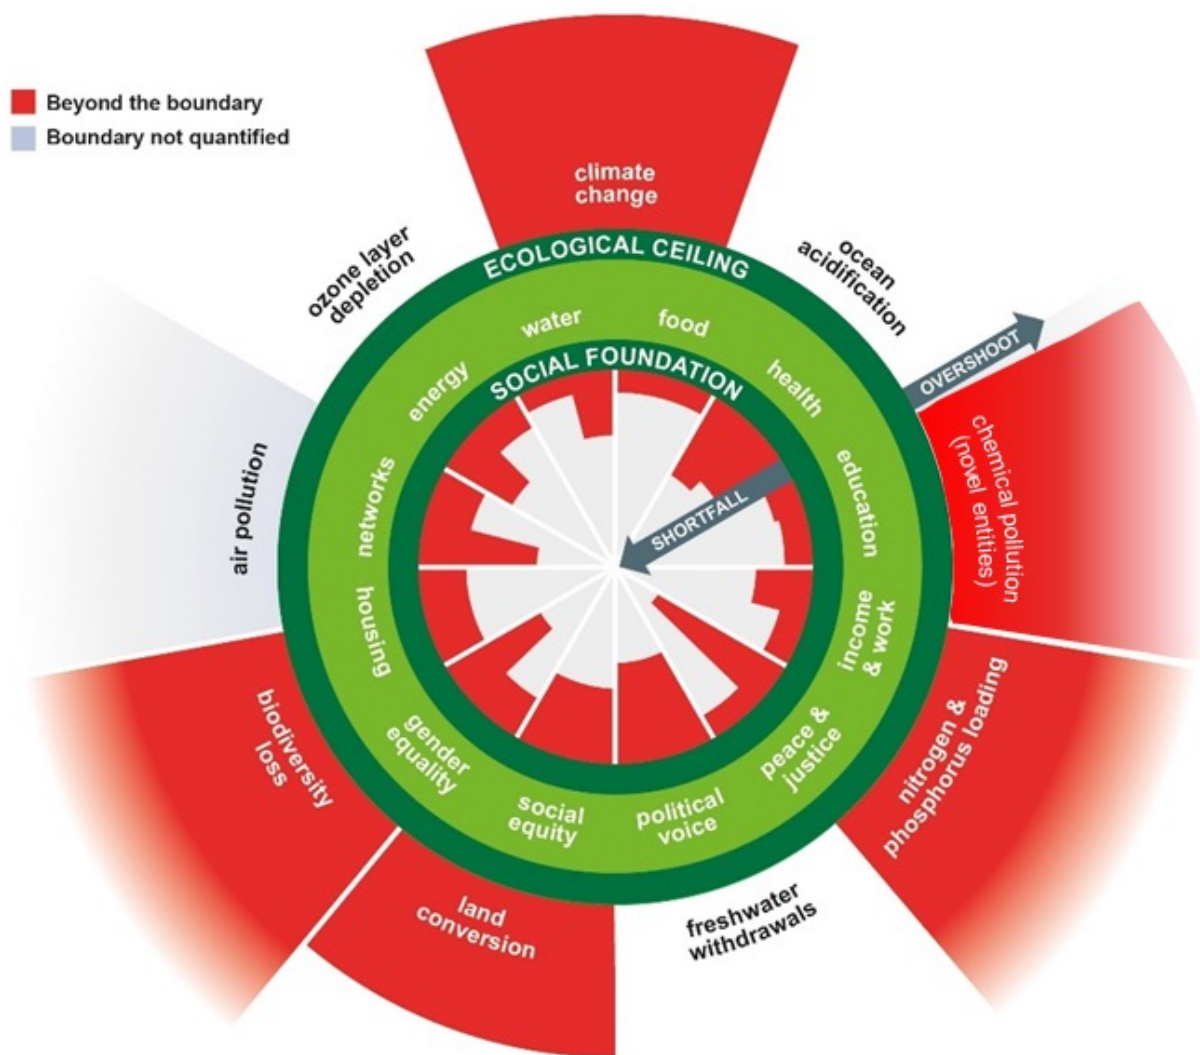 Beyond the boundary
Boundary not quantified
climate
change
ozone layer
depletion
ocean
acidification
ECOLOGICAL CEILING
water
food
energy
health
SOCIAL FOUNDATION
OVERSHOOT
air pollution
networks
SHORTFALL
education
chemical pollution
(novel entities)
housing
income
& work
biodiversity
loss
gender
equality
peace &
justice
nitrogen &
phosphorus loading
social
equity
political
voice
land
conversion
freshwater
withdrawals